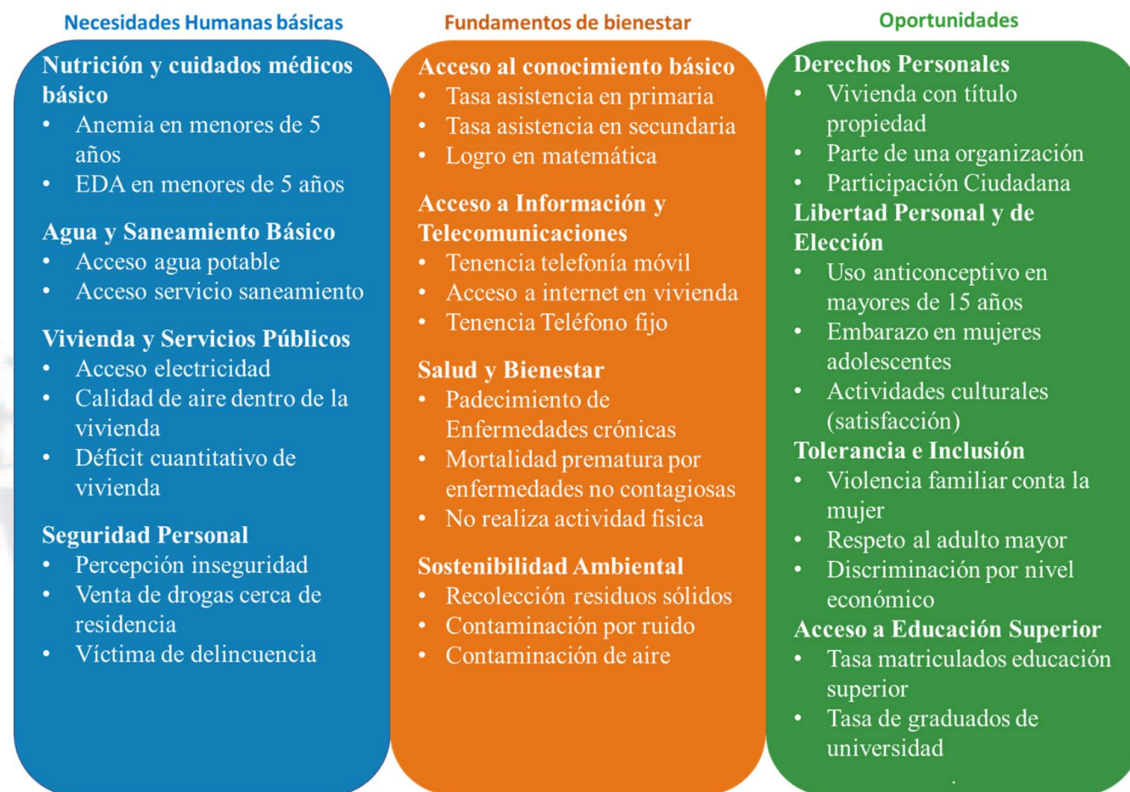 Necesidades Humanas básicas
Nutrición y cuidados médicos
básico
• Anemia en menores de 5
años
• EDA en menores de 5 años
Agua y Saneamiento Básico
• Acceso agua potable
• Acceso servicio saneamiento
Vivienda y Servicios Públicos
• Acceso electricidad
• Calidad de aire dentro de la
vivienda
• Déficit cuantitativo de
vivienda
Seguridad Personal
• Percepción inseguridad
• Venta de drogas cerca de
residencia
• Víctima de delincuencia
Fundamentos de bienestar
Acceso al conocimiento básico
• Tasa asistencia en primaria
• Tasa asistencia en secundaria
• Logro en matemática
Acceso a Información y
Telecomunicaciones
• Tenencia telefonía móvil
• Acceso a internet en vivienda
• Tenencia Teléfono fijo
Salud y Bienestar
• Padecimiento de
Enfermedades crónicas
• Mortalidad prematura por
enfermedades no contagiosas
• No realiza actividad física
Sostenibilidad Ambiental
• Recolección residuos sólidos
• Contaminación por ruido
• Contaminación de aire
Oportunidades
Derechos Personales
• Vivienda con título
propiedad
• Parte de una organización
• Participación Ciudadana
Libertad Personal y de
Elección
• Uso anticonceptivo en
mayores de 15 años
• Embarazo en mujeres
adolescentes
• Actividades culturales
(satisfacción)
Tolerancia e Inclusión
• Violencia familiar conta la
mujer
• Respeto al adulto mayor
• Discriminación por nivel
económico
Acceso a Educación Superior
• Tasa matriculados educación
superior
• Tasa de graduados de
universidad
.